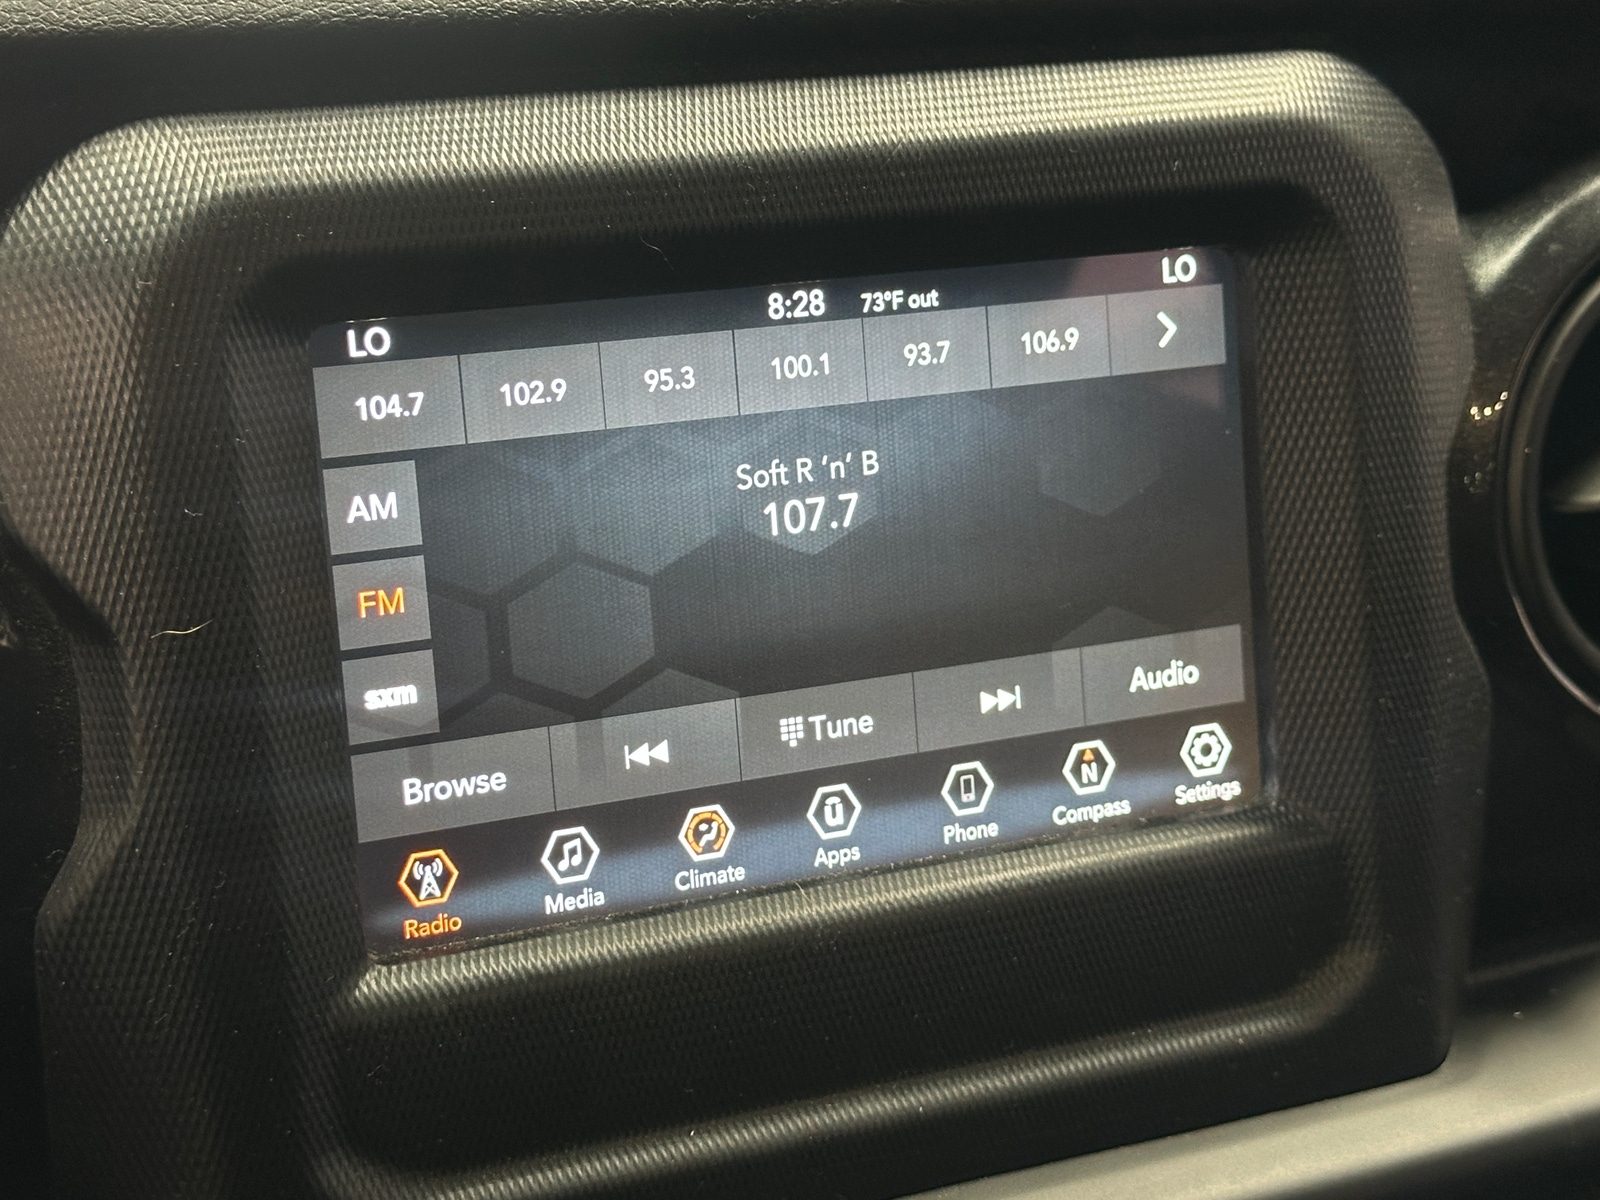 LO 8:28 73°F out LO
104.7 102.9 95.3 100.1 93.7 106.9
AM
Soft R 'n' B
107.7
FM
sxm
Browse Tune Audio
Radio Media Climate Apps Phone N Compass Settings